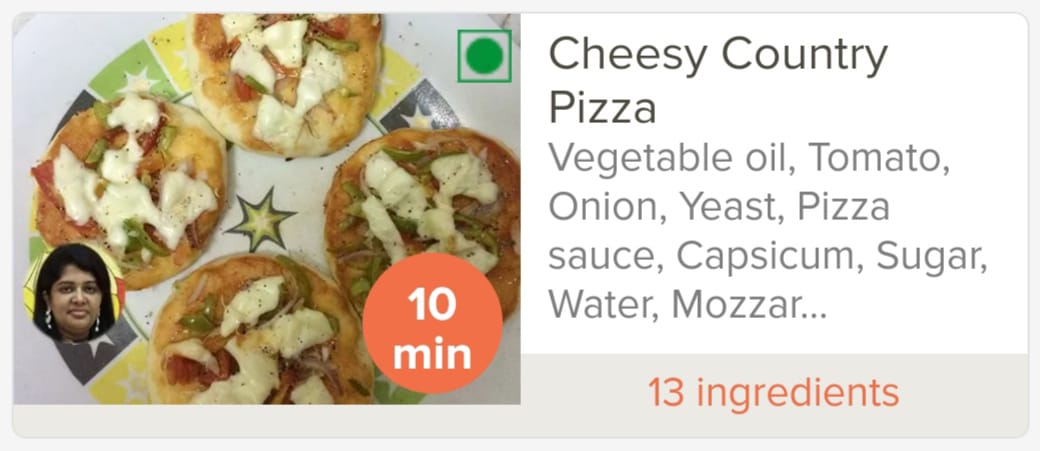 Cheesy Country
Pizza
Vegetable oil, Tomato,
Onion, Yeast, Pizza
sauce, Capsicum, Sugar,
Water, Mozzar...
10
min
13 ingredients